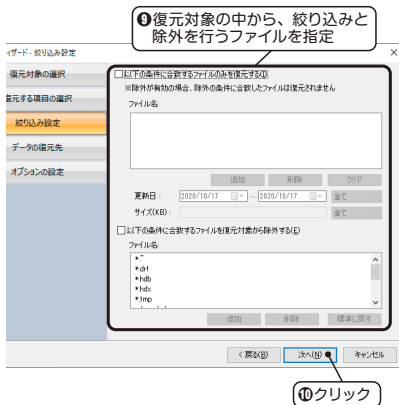 ❾復元対象の中から、絞り込みと
除外を行うファイルを指定
ィザード - 絞り込み設定
×
復元対象の選択
復元する項目の選択
絞り込み設定
データの復元先
オプションの設定
以下の条件に合致するファイルのみを復元する(I)
※除外が有効の場合、除外の条件に合致したファイルは復元されません
ファイル名:
追加 削除 クリア
更新日: 2020/10/17 ~ 2020/10/17 全て
サイズ(KB): 全て
以下の条件に合致するファイルを復元対象から除外する(E)
ファイル名:
*.~
*.drf
*.hdb
*.hdx
*.tmp
追加 削除 標準に戻す
< 戻る(B) 次へ(N) キャンセル
❿クリック